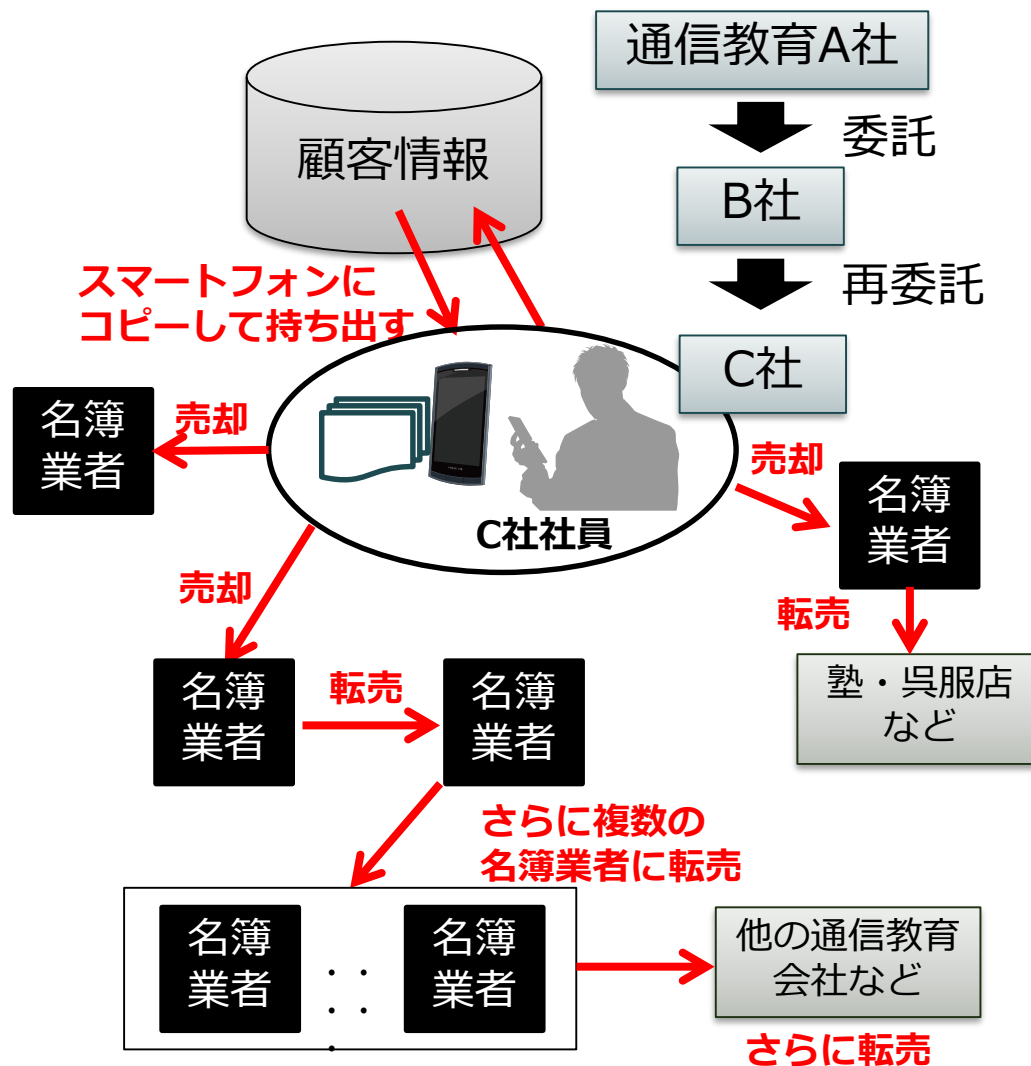 通信教育A社
委託
顧客情報
B社
再委託
スマートフォンに
コピーして持ち出す
C社
名簿
業者
売却
売却
名簿
業者
C社社員
売却
転売
名簿
業者
転売
名簿
業者
塾・呉服店
など
さらに複数の
名簿業者に転売
名簿
業者
名簿
業者
他の通信教育
会社など
さらに転売